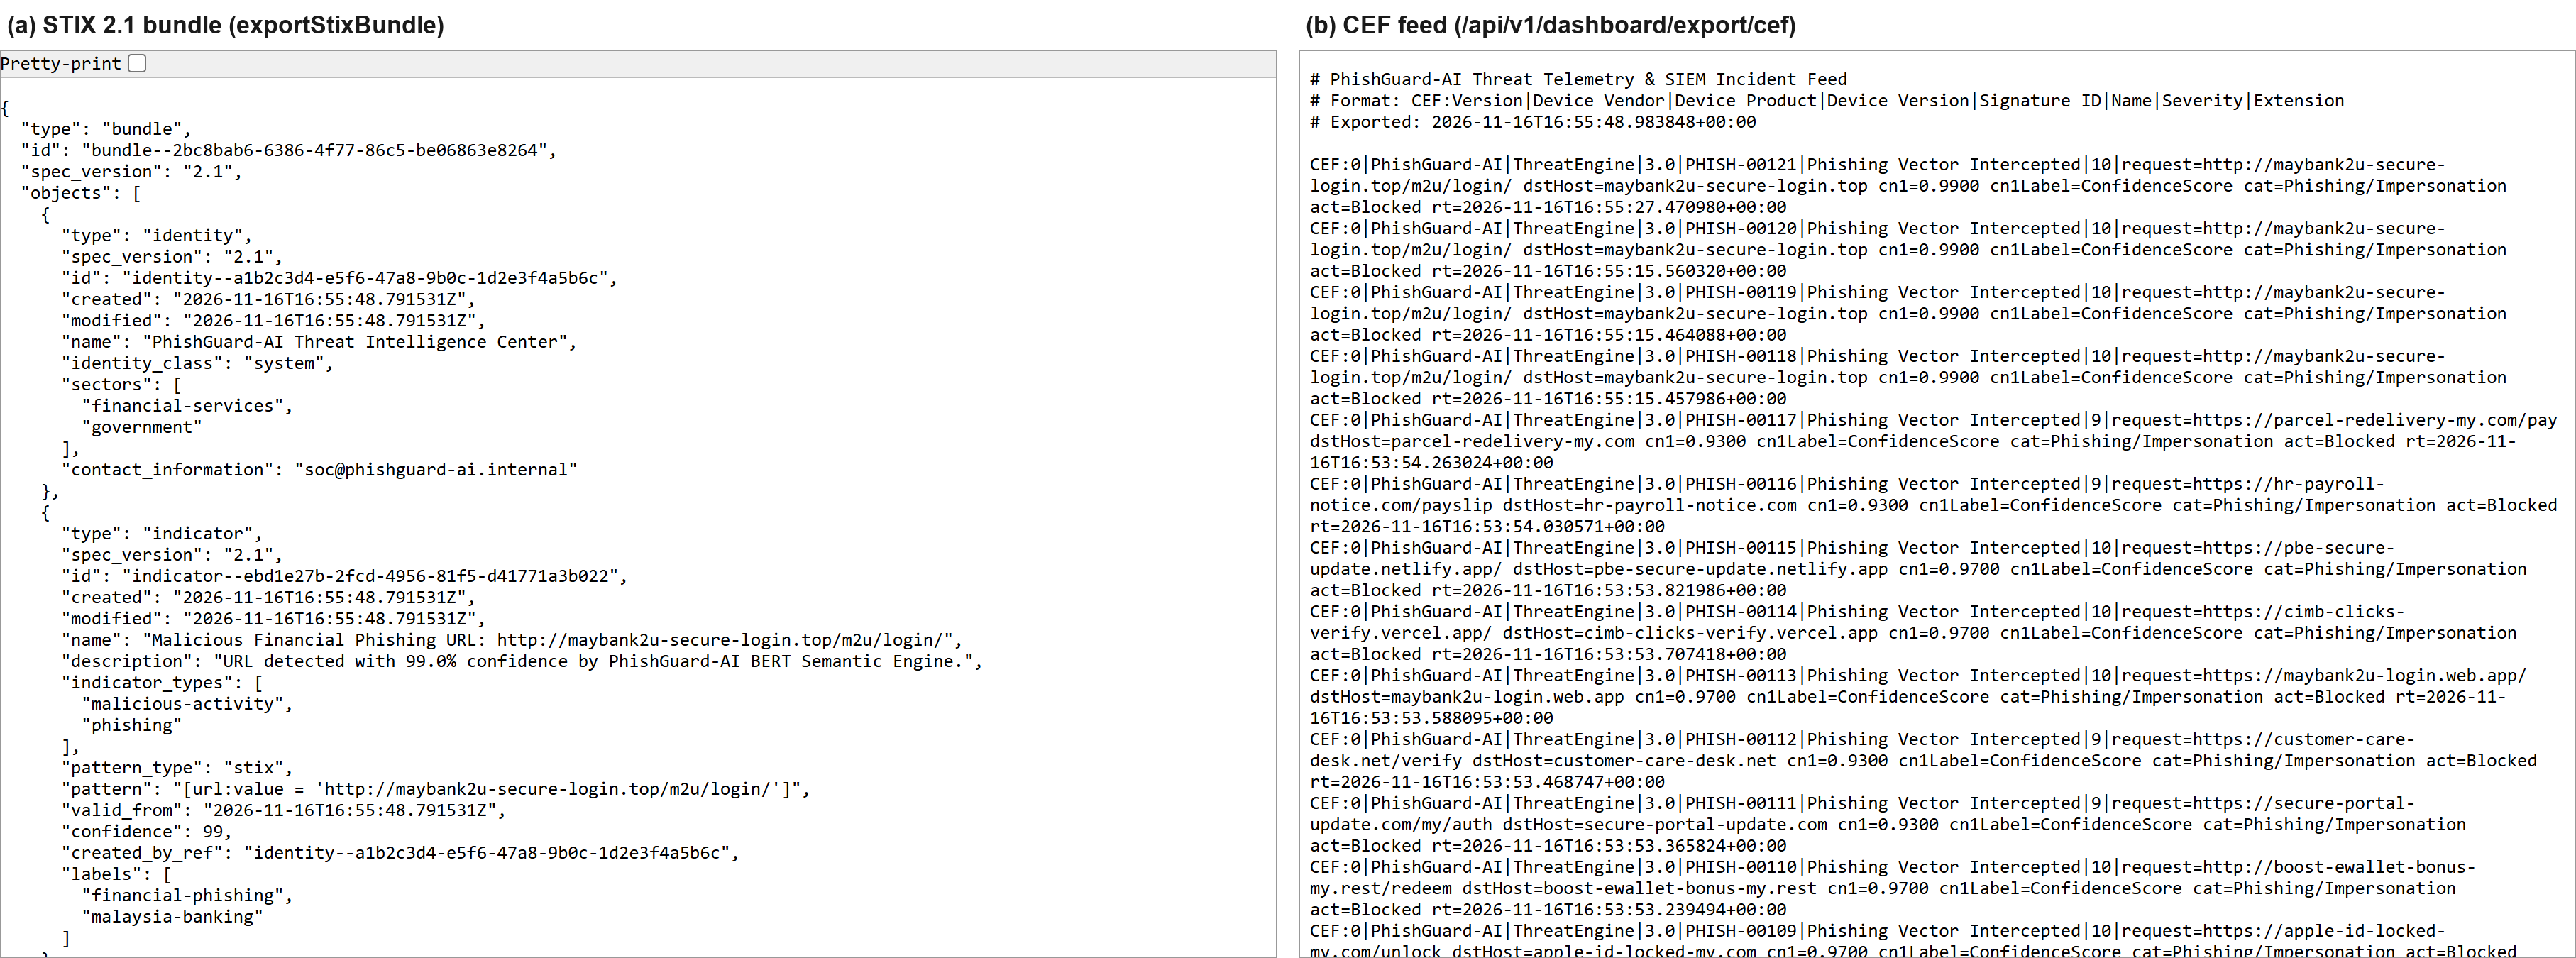 (a) STIX 2.1 bundle (exportStixBundle)
Pretty-print
{
"type": "bundle",
"id": "bundle--2bc8bab6-6386-4f77-86c5-be06863e8264",
"spec_version": "2.1",
"objects": [
{
"type": "identity",
"spec_version": "2.1",
"id": "identity--a1b2c3d4-e5f6-47a8-9b0c-1d2e3f4a5b6c",
"created": "2026-11-16T16:55:48.791531Z",
"modified": "2026-11-16T16:55:48.791531Z",
"name": "PhishGuard-AI Threat Intelligence Center",
"identity_class": "system",
"sectors": [
"financial-services",
"government"
],
"contact_information": "soc@phishguard-ai.internal"
},
{
"type": "indicator",
"spec_version": "2.1",
"id": "indicator--ebd1e27b-2fcd-4956-81f5-d41771a3b022",
"created": "2026-11-16T16:55:48.791531Z",
"modified": "2026-11-16T16:55:48.791531Z",
"name": "Malicious Financial Phishing URL: http://maybank2u-secure-login.top/m2u/login/",
"description": "URL detected with 99.0% confidence by PhishGuard-AI BERT Semantic Engine.",
"indicator_types": [
"malicious-activity",
"phishing"
],
"pattern_type": "stix",
"pattern": "[url:value = 'http://maybank2u-secure-login.top/m2u/login/']",
"valid_from": "2026-11-16T16:55:48.791531Z",
"confidence": 99,
"created_by_ref": "identity--a1b2c3d4-e5f6-47a8-9b0c-1d2e3f4a5b6c",
"labels": [
"financial-phishing",
"malaysia-banking"
]
(b) CEF feed (/api/v1/dashboard/export/cef)
# PhishGuard-AI Threat Telemetry & SIEM Incident Feed
# Format: CEF:Version|Device Vendor|Device Product|Device Version|Signature ID|Name|Severity|Extension
# Exported: 2026-11-16T16:55:48.983848+00:00
CEF:0|PhishGuard-AI|ThreatEngine|3.0|PHISH-00121|Phishing Vector Intercepted|10|request=http://maybank2u-secure-
login.top/m2u/login/ dstHost=maybank2u-secure-login.top cn1=0.9900 cn1Label=ConfidenceScore cat=Phishing/Impersonation
act=Blocked rt=2026-11-16T16:55:27.470980+00:00
CEF:0|PhishGuard-AI|ThreatEngine|3.0|PHISH-00120|Phishing Vector Intercepted|10|request=http://maybank2u-secure-
login.top/m2u/login/ dstHost=maybank2u-secure-login.top cn1=0.9900 cn1Label=ConfidenceScore cat=Phishing/Impersonation
act=Blocked rt=2026-11-16T16:55:15.560320+00:00
CEF:0|PhishGuard-AI|ThreatEngine|3.0|PHISH-00119|Phishing Vector Intercepted|10|request=http://maybank2u-secure-
login.top/m2u/login/ dstHost=maybank2u-secure-login.top cn1=0.9900 cn1Label=ConfidenceScore cat=Phishing/Impersonation
act=Blocked rt=2026-11-16T16:55:15.464088+00:00
CEF:0|PhishGuard-AI|ThreatEngine|3.0|PHISH-00118|Phishing Vector Intercepted|10|request=http://maybank2u-secure-
login.top/m2u/login/ dstHost=maybank2u-secure-login.top cn1=0.9900 cn1Label=ConfidenceScore cat=Phishing/Impersonation
act=Blocked rt=2026-11-16T16:55:15.457986+00:00
CEF:0|PhishGuard-AI|ThreatEngine|3.0|PHISH-00117|Phishing Vector Intercepted|9|request=https://parcel-redelivery-my.com/pay
dstHost=parcel-redelivery-my.com cn1=0.9300 cn1Label=ConfidenceScore cat=Phishing/Impersonation act=Blocked rt=2026-11-
16T16:53:54.263024+00:00
CEF:0|PhishGuard-AI|ThreatEngine|3.0|PHISH-00116|Phishing Vector Intercepted|9|request=https://hr-payroll-
notice.com/payslip dstHost=hr-payroll-notice.com cn1=0.9300 cn1Label=ConfidenceScore cat=Phishing/Impersonation act=Blocked
rt=2026-11-16T16:53:54.030571+00:00
CEF:0|PhishGuard-AI|ThreatEngine|3.0|PHISH-00115|Phishing Vector Intercepted|10|request=https://pbe-secure-
update.netlify.app/ dstHost=pbe-secure-update.netlify.app cn1=0.9700 cn1Label=ConfidenceScore cat=Phishing/Impersonation
act=Blocked rt=2026-11-16T16:53:53.821986+00:00
CEF:0|PhishGuard-AI|ThreatEngine|3.0|PHISH-00114|Phishing Vector Intercepted|10|request=https://cimb-clicks-
verify.vercel.app/ dstHost=cimb-clicks-verify.vercel.app cn1=0.9700 cn1Label=ConfidenceScore cat=Phishing/Impersonation
act=Blocked rt=2026-11-16T16:53:53.707418+00:00
CEF:0|PhishGuard-AI|ThreatEngine|3.0|PHISH-00113|Phishing Vector Intercepted|10|request=https://maybank2u-login.web.app/
dstHost=maybank2u-login.web.app cn1=0.9700 cn1Label=ConfidenceScore cat=Phishing/Impersonation act=Blocked rt=2026-11-
16T16:53:53.588095+00:00
CEF:0|PhishGuard-AI|ThreatEngine|3.0|PHISH-00112|Phishing Vector Intercepted|9|request=https://customer-care-
desk.net/verify dstHost=customer-care-desk.net cn1=0.9300 cn1Label=ConfidenceScore cat=Phishing/Impersonation act=Blocked
rt=2026-11-16T16:53:53.468747+00:00
CEF:0|PhishGuard-AI|ThreatEngine|3.0|PHISH-00111|Phishing Vector Intercepted|9|request=https://secure-portal-
update.com/my/auth dstHost=secure-portal-update.com cn1=0.9300 cn1Label=ConfidenceScore cat=Phishing/Impersonation
act=Blocked rt=2026-11-16T16:53:53.365824+00:00
CEF:0|PhishGuard-AI|ThreatEngine|3.0|PHISH-00110|Phishing Vector Intercepted|10|request=http://boost-ewallet-bonus-
my.rest/redeem dstHost=boost-ewallet-bonus-my.rest cn1=0.9700 cn1Label=ConfidenceScore cat=Phishing/Impersonation
act=Blocked rt=2026-11-16T16:53:53.239494+00:00
CEF:0|PhishGuard-AI|ThreatEngine|3.0|PHISH-00109|Phishing Vector Intercepted|10|request=https://apple-id-locked-
my.com/unlock dstHost=apple-id-locked-my.com cn1=0.9700 cn1Label=ConfidenceScore cat=Phishing/Impersonation act=Blocked